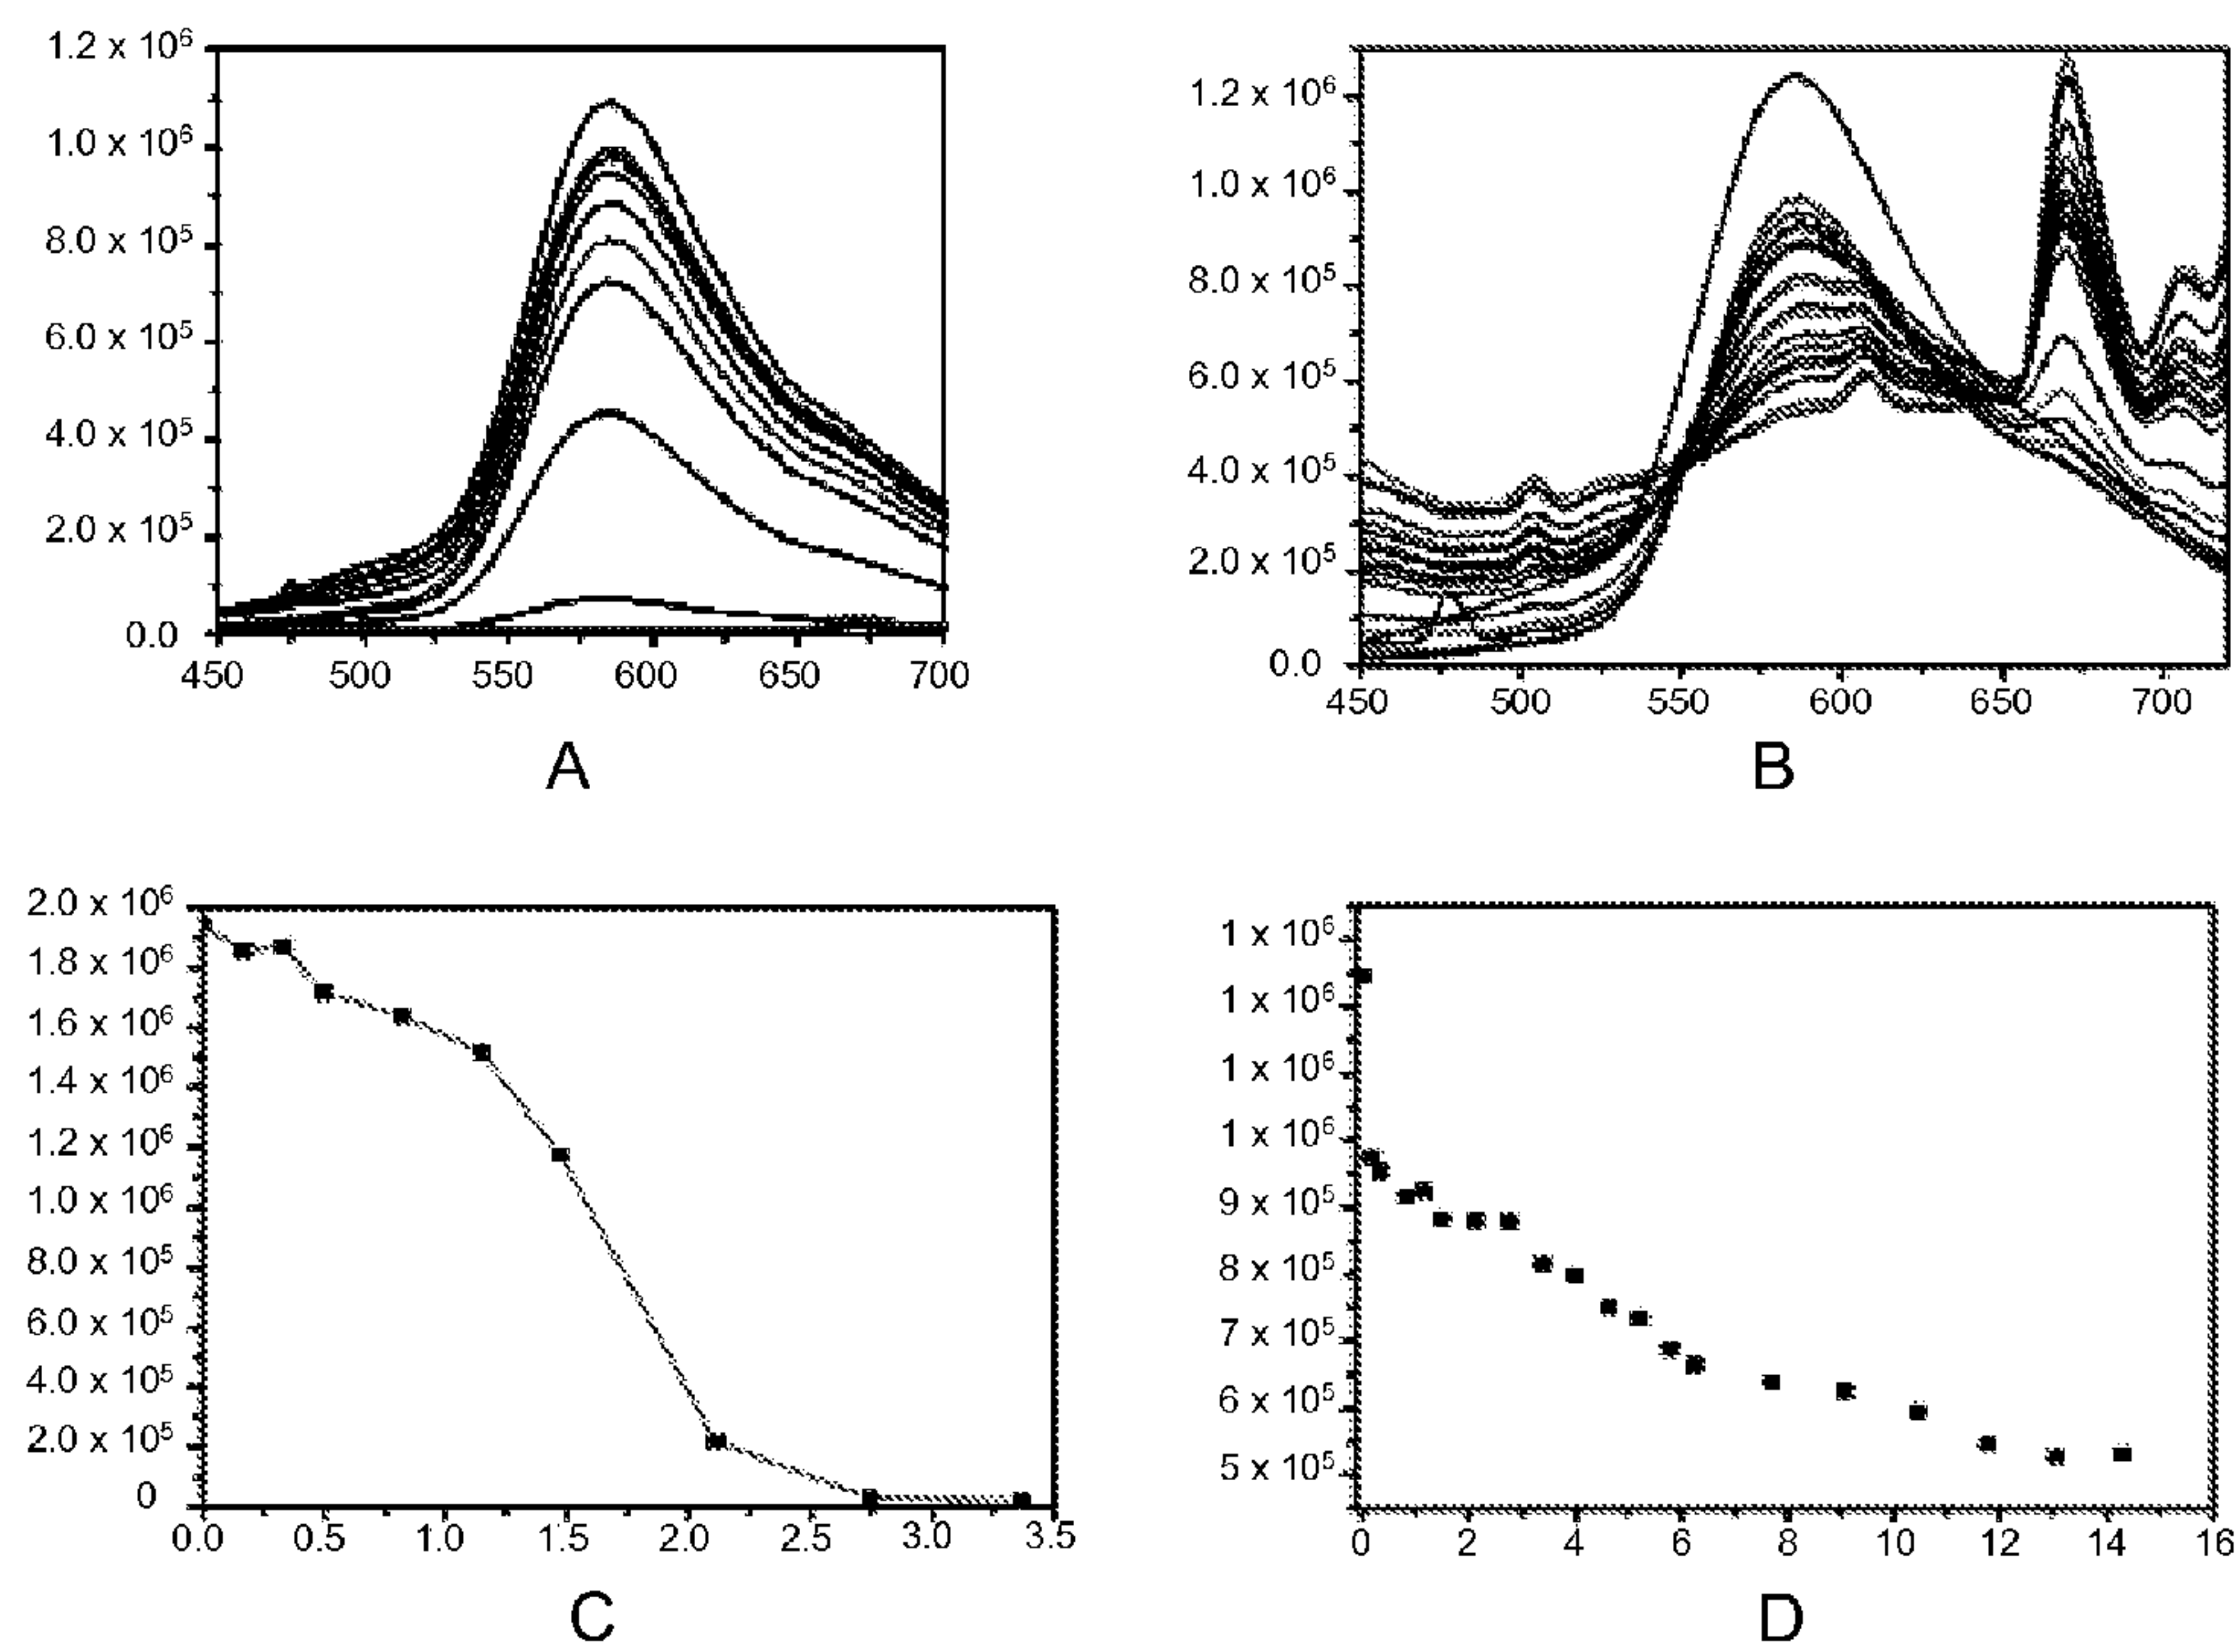 1.2 x 10⁶
1.0 x 10⁶
8.0 x 10⁵
6.0 x 10⁵
4.0 x 10⁵
2.0 x 10⁵
0.0
450 500 550 600 650 700
A
1.2 x 10⁶
1.0 x 10⁶
8.0 x 10⁵
6.0 x 10⁵
4.0 x 10⁵
2.0 x 10⁵
0.0
450 500 550 600 650 700
B
2.0 x 10⁶
1.8 x 10⁶
1.6 x 10⁶
1.4 x 10⁶
1.2 x 10⁶
1.0 x 10⁶
8.0 x 10⁵
6.0 x 10⁵
4.0 x 10⁵
2.0 x 10⁵
0
0.0 0.5 1.0 1.5 2.0 2.5 3.0 3.5
C
1 x 10⁶
1 x 10⁶
1 x 10⁶
1 x 10⁶
9 x 10⁵
8 x 10⁵
7 x 10⁵
6 x 10⁵
5 x 10⁵
0 2 4 6 8 10 12 14 16
D